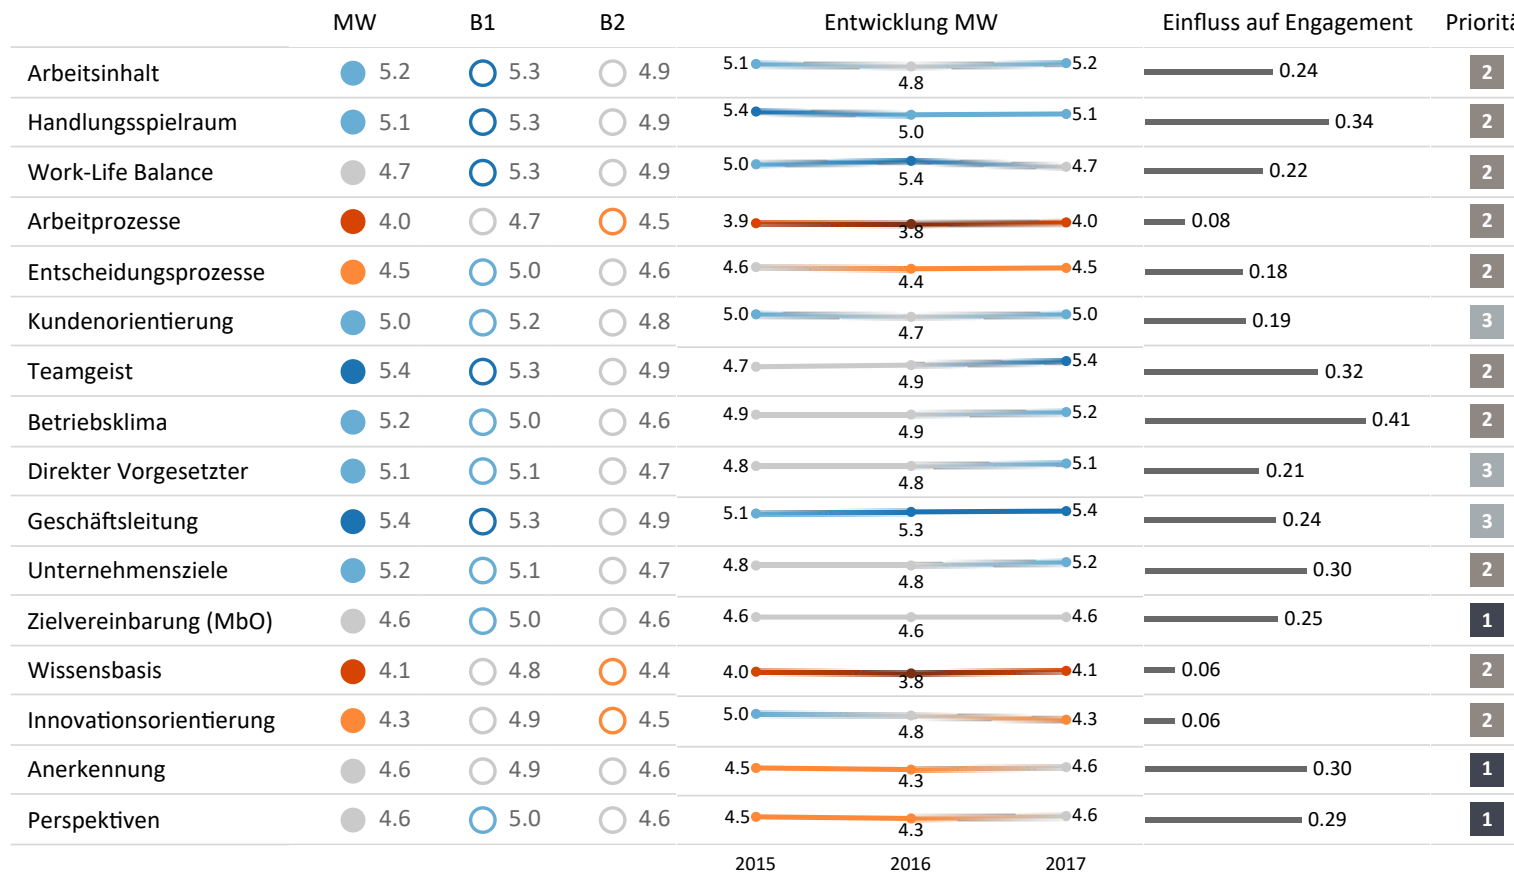 MW B1 B2 Entwicklung MW Einfluss auf Engagement Prioritä
Arbeitsinhalt 5.2 5.3 4.9 5.1 4.8 5.2 0.24 2
Handlungsspielraum 5.1 5.3 4.9 5.4 5.0 5.1 0.34 2
Work-Life Balance 4.7 5.3 4.9 5.0 5.4 4.7 0.22 2
Arbeitprozesse 4.0 4.7 4.5 3.9 3.8 4.0 0.08 2
Entscheidungsprozesse 4.5 5.0 4.6 4.6 4.4 4.5 0.18 2
Kundenorientierung 5.0 5.2 4.8 5.0 4.7 5.0 0.19 3
Teamgeist 5.4 5.3 4.9 4.7 4.9 5.4 0.32 2
Betriebsklima 5.2 5.0 4.6 4.9 4.9 5.2 0.41 2
Direkter Vorgesetzter 5.1 5.1 4.7 4.8 4.8 5.1 0.21 3
Geschäftsleitung 5.4 5.3 4.9 5.1 5.3 5.4 0.24 3
Unternehmensziele 5.2 5.1 4.7 4.8 4.8 5.2 0.30 2
Zielvereinbarung (MbO) 4.6 5.0 4.6 4.6 4.6 4.6 0.25 1
Wissensbasis 4.1 4.8 4.4 4.0 3.8 4.1 0.06 2
Innovationsorientierung 4.3 4.9 4.5 5.0 4.8 4.3 0.06 2
Anerkennung 4.6 4.9 4.6 4.5 4.3 4.6 0.30 1
Perspektiven 4.6 5.0 4.6 4.5 4.3 4.6 0.29 1
2015 2016 2017